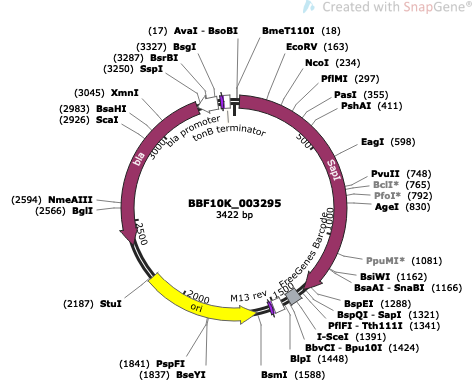 Created with SnapGene®
(17) AvaI - BsoBI
BmeT110I (18)
(3327) BsgI
EcoRV (163)
(3287) BsrBI
NcoI (234)
(3250) SspI
PflMI (297)
(3045) XmnI
PasI (355)
(2983) BsaHI
PshAI (411)
(2926) ScaI
bla promoter
tonB terminator
EagI (598)
3000
500
bla
SapI
PvuII (748)
BclI* (765)
PfoI* (792)
AgeI (830)
(2594) NmeAIII
(2566) BglI
BBF10K_003295
3422 bp
1000
2500
FreeGenes Barcode
PpuMI* (1081)
BsiWI (1162)
BsaAI - SnaBI (1166)
(2187) StuI
2000
ori
M13 rev
1500
BspEI (1288)
BspQI - SapI (1321)
PflFI - Tth111I (1341)
I-SceI (1391)
BbvCI - Bpu10I (1424)
BlpI (1448)
(1841) PspFI
(1837) BseYI
BsmI (1588)